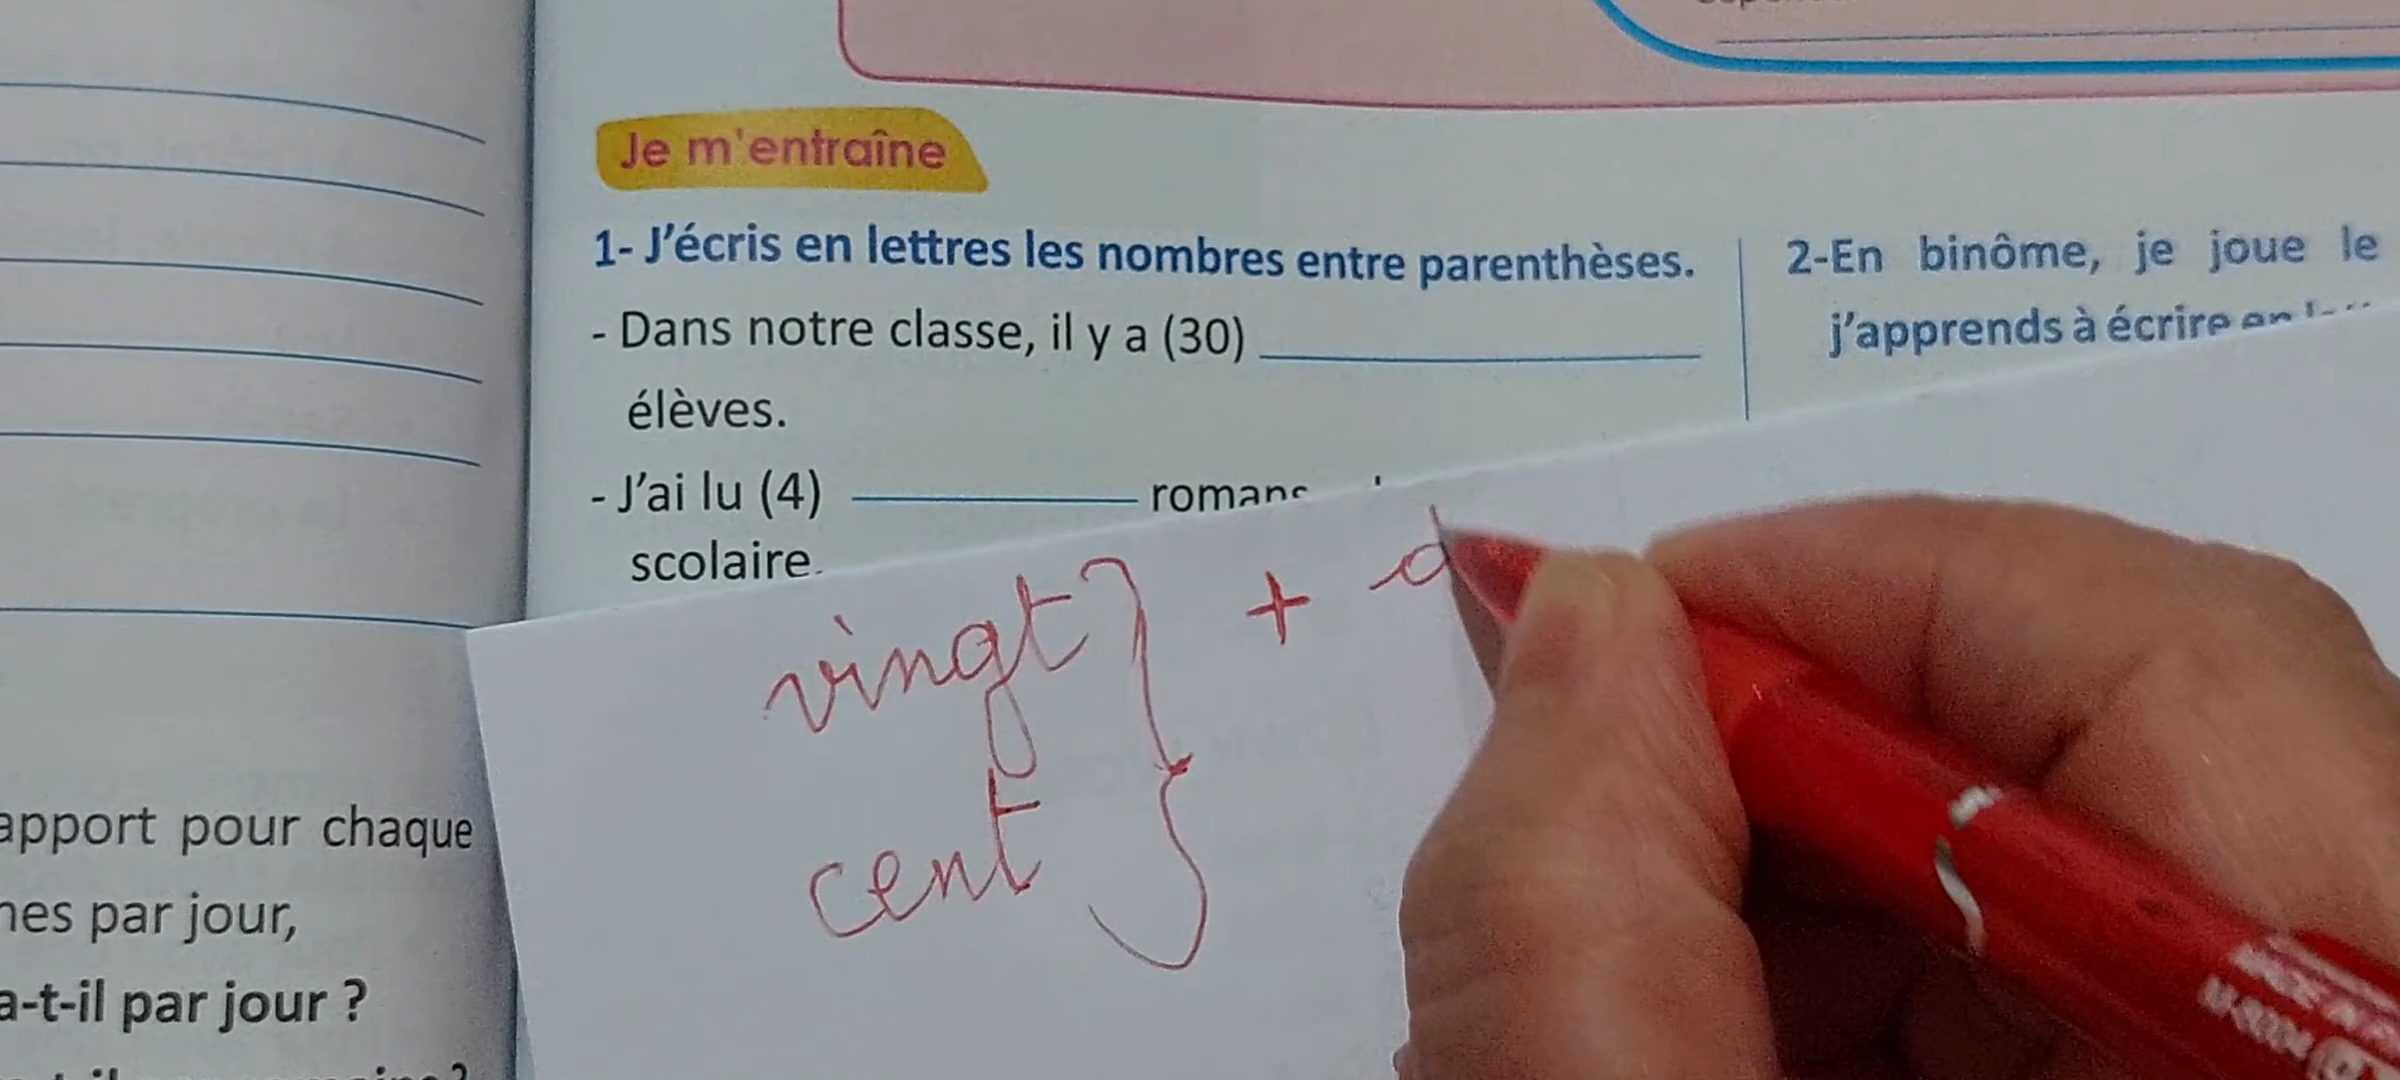 Je m'entraîne
1- J'écris en lettres les nombres entre parenthèses.
- Dans notre classe, il y a (30)
élèves.
- J'ai lu (4) romans
scolaire.
2-En binôme, je joue le
j'apprends à écrire en
vingt
cent
+ d
apport pour chaque
nes par jour,
a-t-il par jour ?